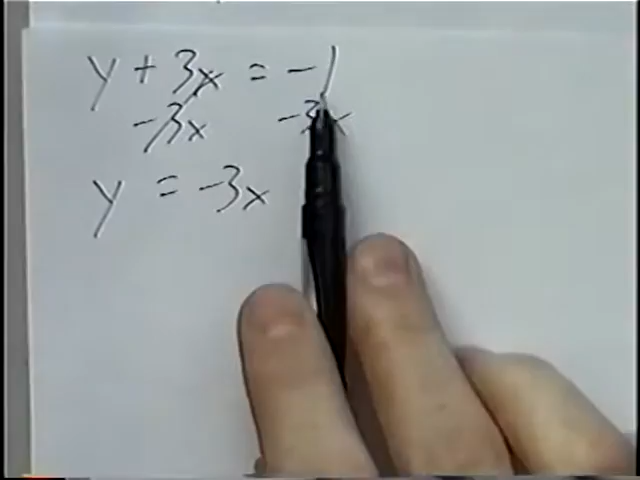 y + 3x = -1
-3x -3x
y = -3x